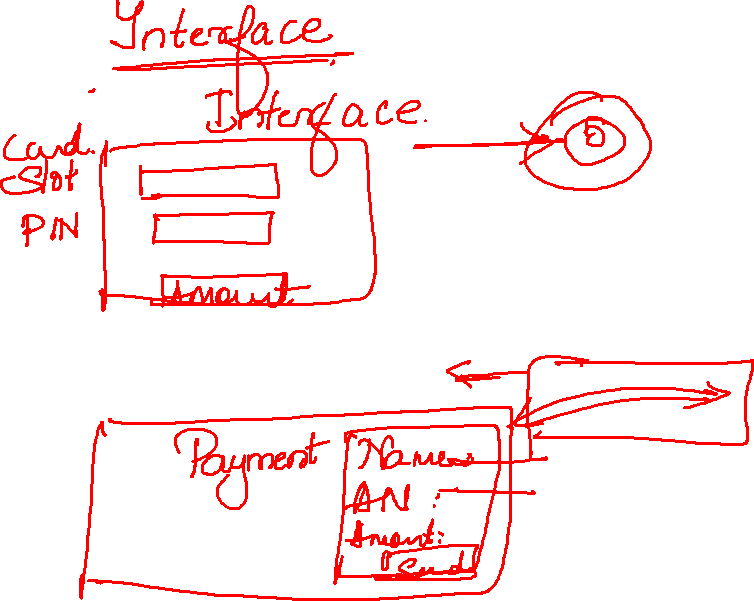 Interface
Interface.
Card.
Slot
PIN
Amount
Payment
Name
AN :
Amount:
Send